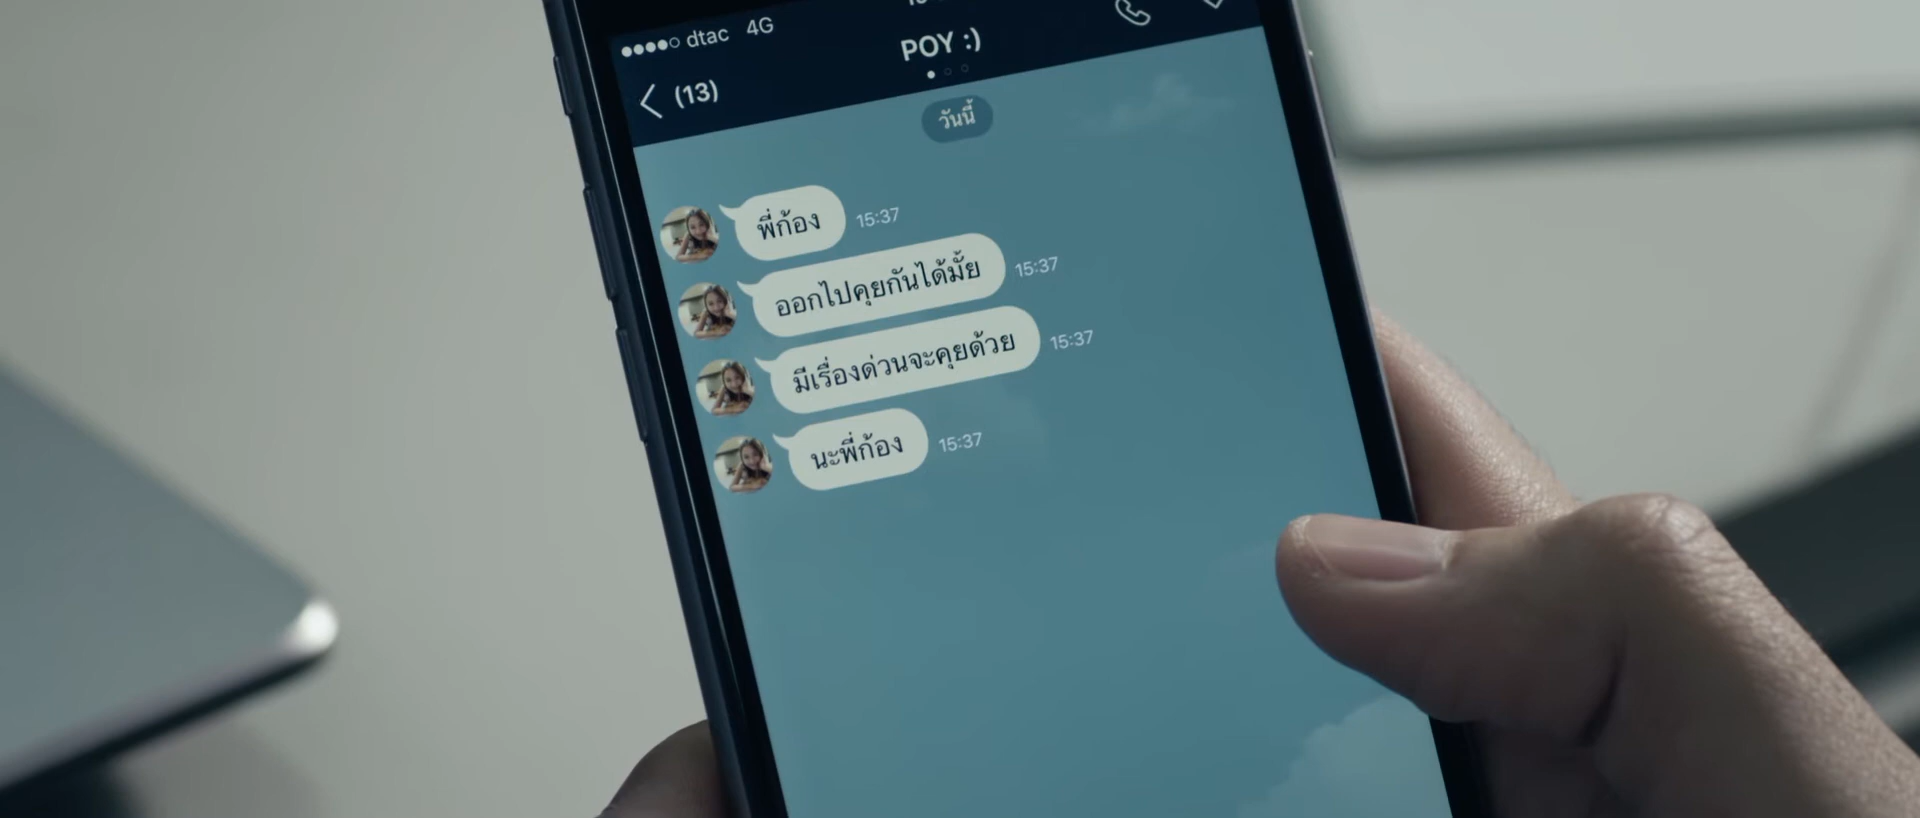 dtac 4G
(13)
POY :)
วันนี้
พี่ก้อง
15:37
ออกไปคุยกันได้มั้ย
15:37
มีเรื่องด่วนจะคุยด้วย
15:37
นะพี่ก้อง
15:37